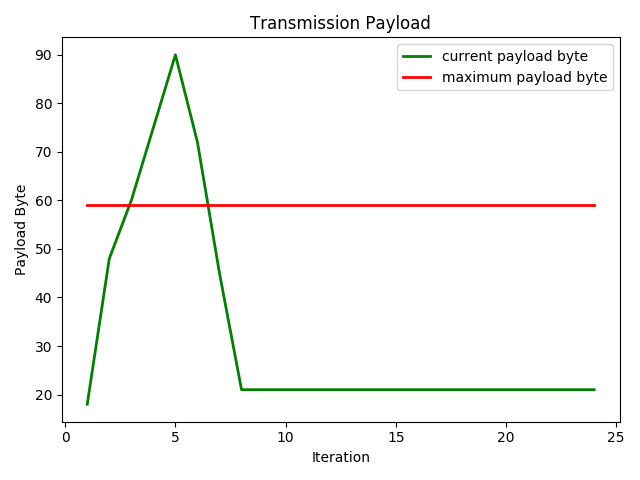 Transmission Payload
current payload byte
maximum payload byte
90
80
70
60
50
40
30
20
Payload Byte
0
5
10
15
20
25
Iteration